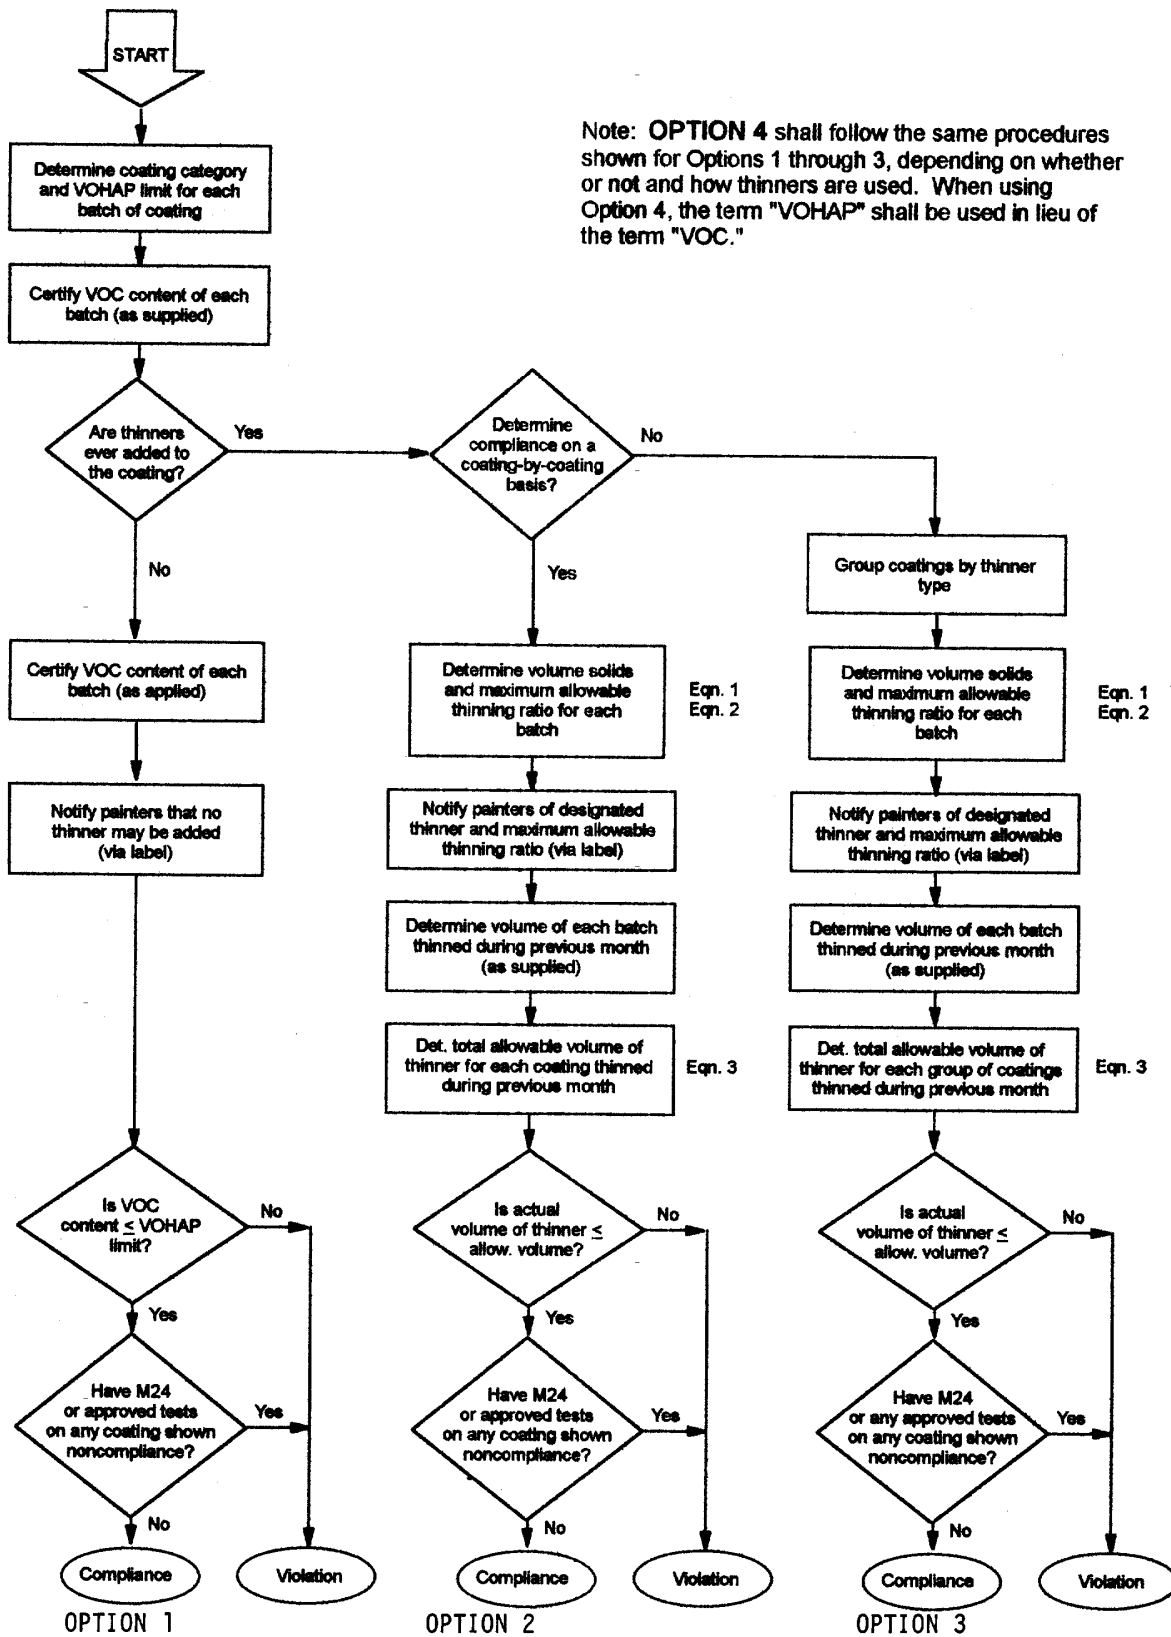 START
Note: OPTION 4 shall follow the same procedures
shown for Options 1 through 3, depending on whether
or not and how thinners are used. When using
Option 4, the term "VOHAP" shall be used in lieu of
the term "VOC."
Determine coating category
and VOHAP limit for each
batch of coating
Certify VOC content of each
batch (as supplied)
Are thinners
ever added to
the coating?
Yes
No
Determine
compliance on a
coating-by-coating
basis?
No
Yes
Certify VOC content of each
batch (as applied)
Notify painters that no
thinner may be added
(via label)
Is VOC
content ≤ VOHAP
limit?
No
Yes
Have M24
or approved tests
on any coating shown
noncompliance?
Yes
No
Compliance
Violation
OPTION 1
Determine volume solids
and maximum allowable
thinning ratio for each
batch
Eqn. 1
Eqn. 2
Notify painters of designated
thinner and maximum allowable
thinning ratio (via label)
Determine volume of each batch
thinned during previous month
(as supplied)
Det. total allowable volume of
thinner for each coating thinned
during previous month
Eqn. 3
Is actual
volume of thinner ≤
allow. volume?
No
Yes
Have M24
or approved tests
on any coating shown
noncompliance?
Yes
No
Compliance
Violation
OPTION 2
Group coatings by thinner
type
Determine volume solids
and maximum allowable
thinning ratio for each
batch
Eqn. 1
Eqn. 2
Notify painters of designated
thinner and maximum allowable
thinning ratio (via label)
Determine volume of each batch
thinned during previous month
(as supplied)
Det. total allowable volume of
thinner for each group of coatings
thinned during previous month
Eqn. 3
Is actual
volume of thinner ≤
allow. volume?
No
Yes
Have M24
or any approved tests
on any coating shown
noncompliance?
Yes
No
Compliance
Violation
OPTION 3